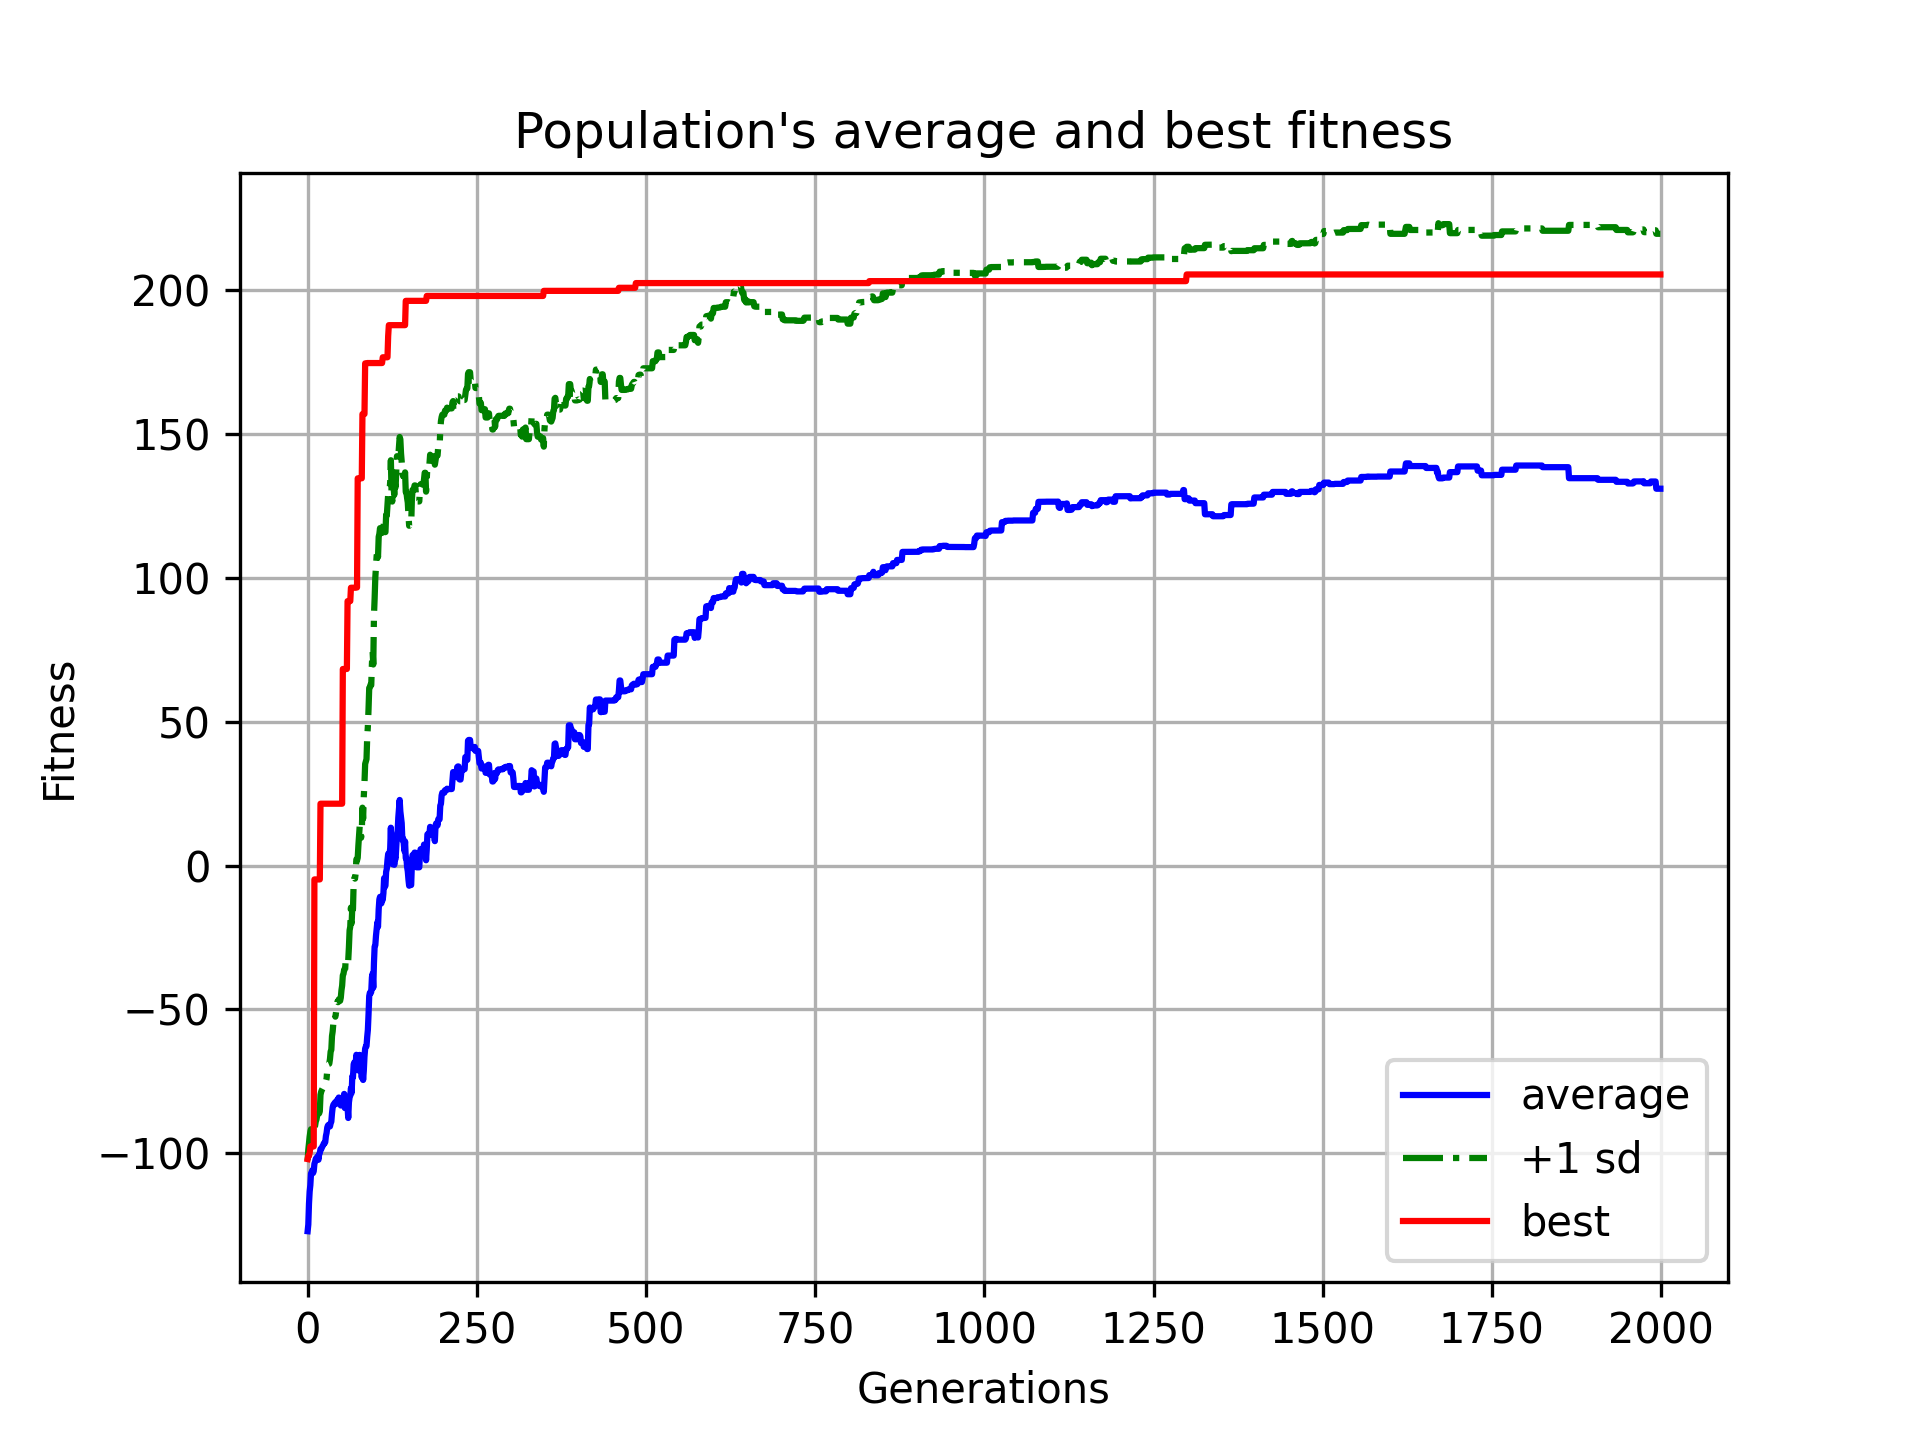 Population's average and best fitness
Fitness
200
150
100
50
0
−50
−100
0 250 500 750 1000 1250 1500 1750 2000
Generations
average
+1 sd
best